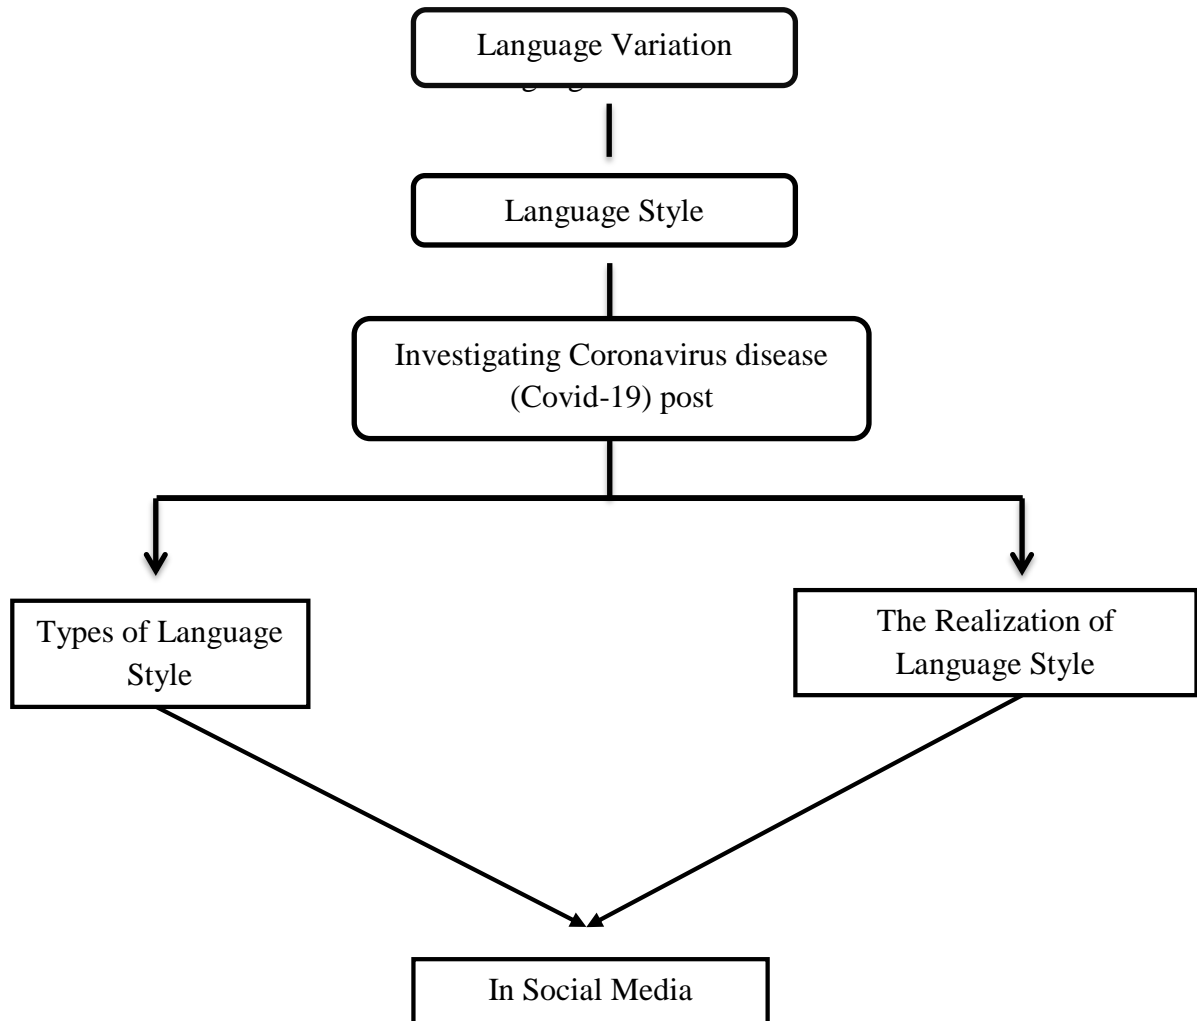 Language Variation
Language Style
Investigating Coronavirus disease
(Covid-19) post
Types of Language
Style
The Realization of
Language Style
In Social Media